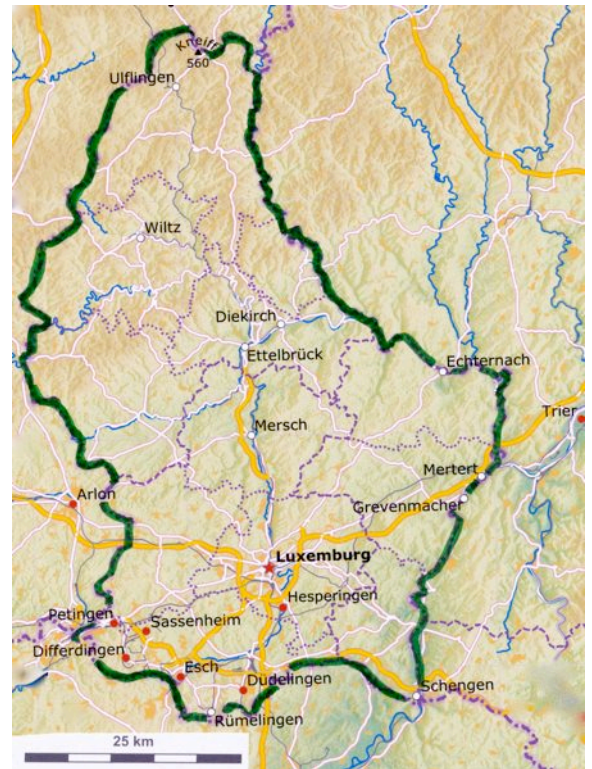 Kneiff
560
Ulflingen
Wiltz
Diekirch
Ettelbrück
Echternach
Trier
Mersch
Mertert
Grevenmacher
Arlon
Luxemburg
Hesperingen
Petingen
Sassenheim
Differdingen
Esch
Düdelingen
Schengen
Rümelingen
25 km